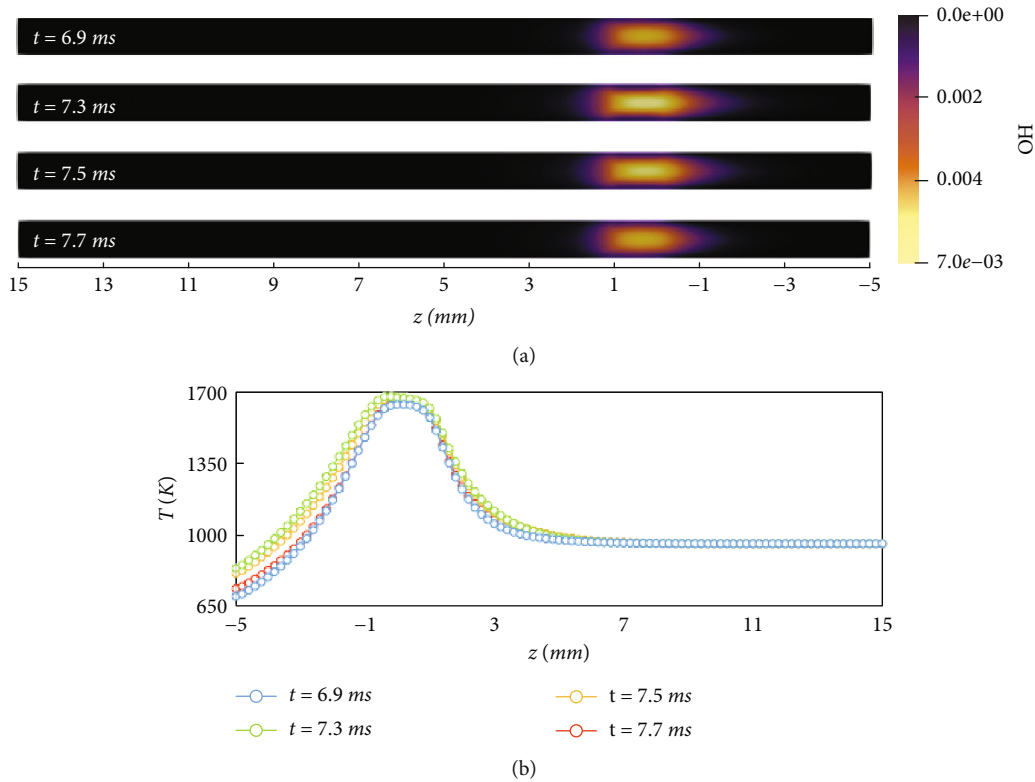 t = 6.9 ms
t = 7.3 ms
t = 7.5 ms
t = 7.7 ms
15 13 11 9 7 5 3 1 −1 −3 −5
z (mm)
0.0e+00
0.002
0.004
7.0e−03
OH
(a)
1700
1350
1000
650
T (K)
−5 −1 3 7 11 15
z (mm)
t = 6.9 ms
t = 7.5 ms
t = 7.3 ms
t = 7.7 ms
(b)